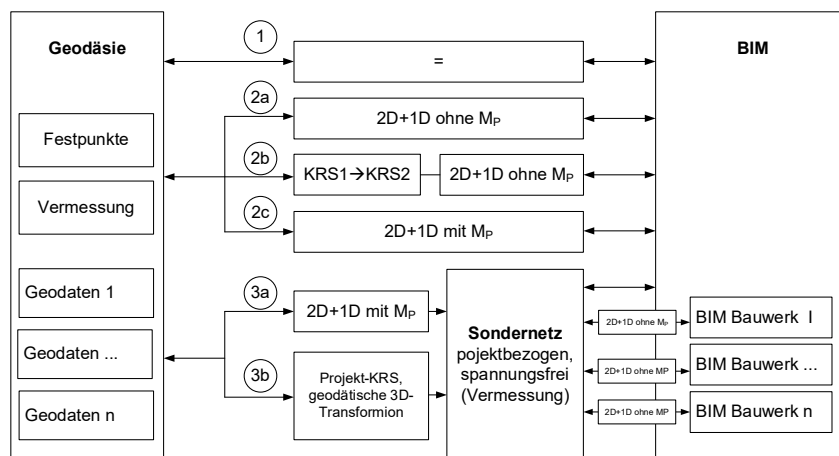 Geodäsie
BIM
1
=
2a
2D+1D ohne MP
Festpunkte
2b
KRS1→KRS2
2D+1D ohne MP
Vermessung
2c
2D+1D mit MP
Geodaten 1
3a
2D+1D mit MP
Sondernetz
pojektbezogen,
spannungsfrei
(Vermessung)
2D+1D ohne MP
BIM Bauwerk I
Geodaten ...
3b
Projekt-KRS,
geodätische 3D-
Transformion
2D+1D ohne MP
BIM Bauwerk ...
Geodaten n
2D+1D ohne MP
BIM Bauwerk n